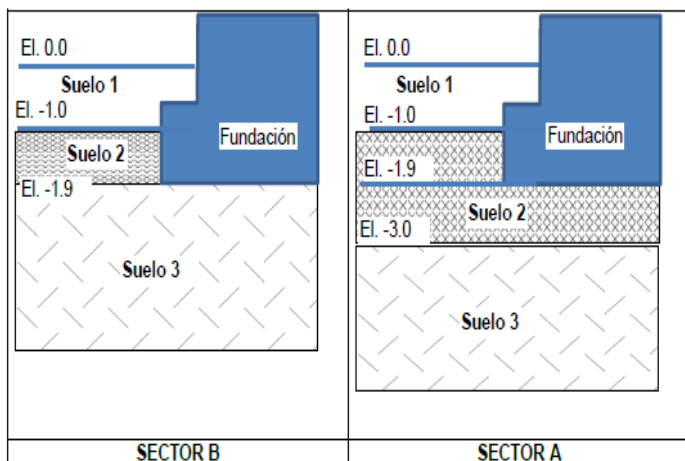 El. 0.0
Suelo 1
El. -1.0
Suelo 2
Fundación
El. -1.9
Suelo 3
SECTOR B
El. 0.0
Suelo 1
El. -1.0
Fundación
El. -1.9
Suelo 2
El. -3.0
Suelo 3
SECTOR A